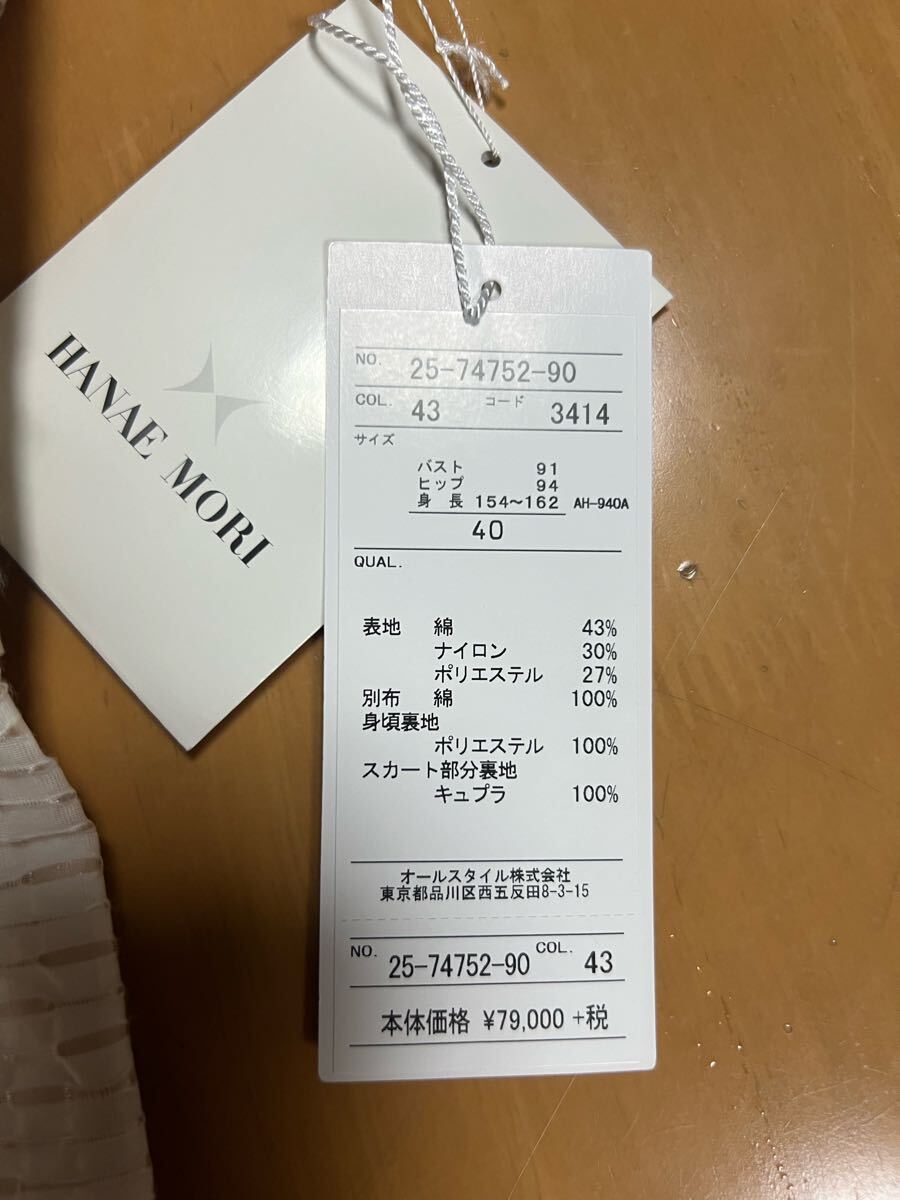 HANAE MORI
NO. 25-74752-90
COL. 43 コード 3414
サイズ
バスト 91
ヒップ 94
身長 154〜162 AH-940A
40
QUAL.
表地 綿 43%
ナイロン 30%
ポリエステル 27%
別布 綿 100%
身頃裏地
ポリエステル 100%
スカート部分裏地
キュプラ 100%
オールスタイル株式会社
東京都品川区西五反田8-3-15
NO. 25-74752-90 COL. 43
本体価格 ¥79,000 +税